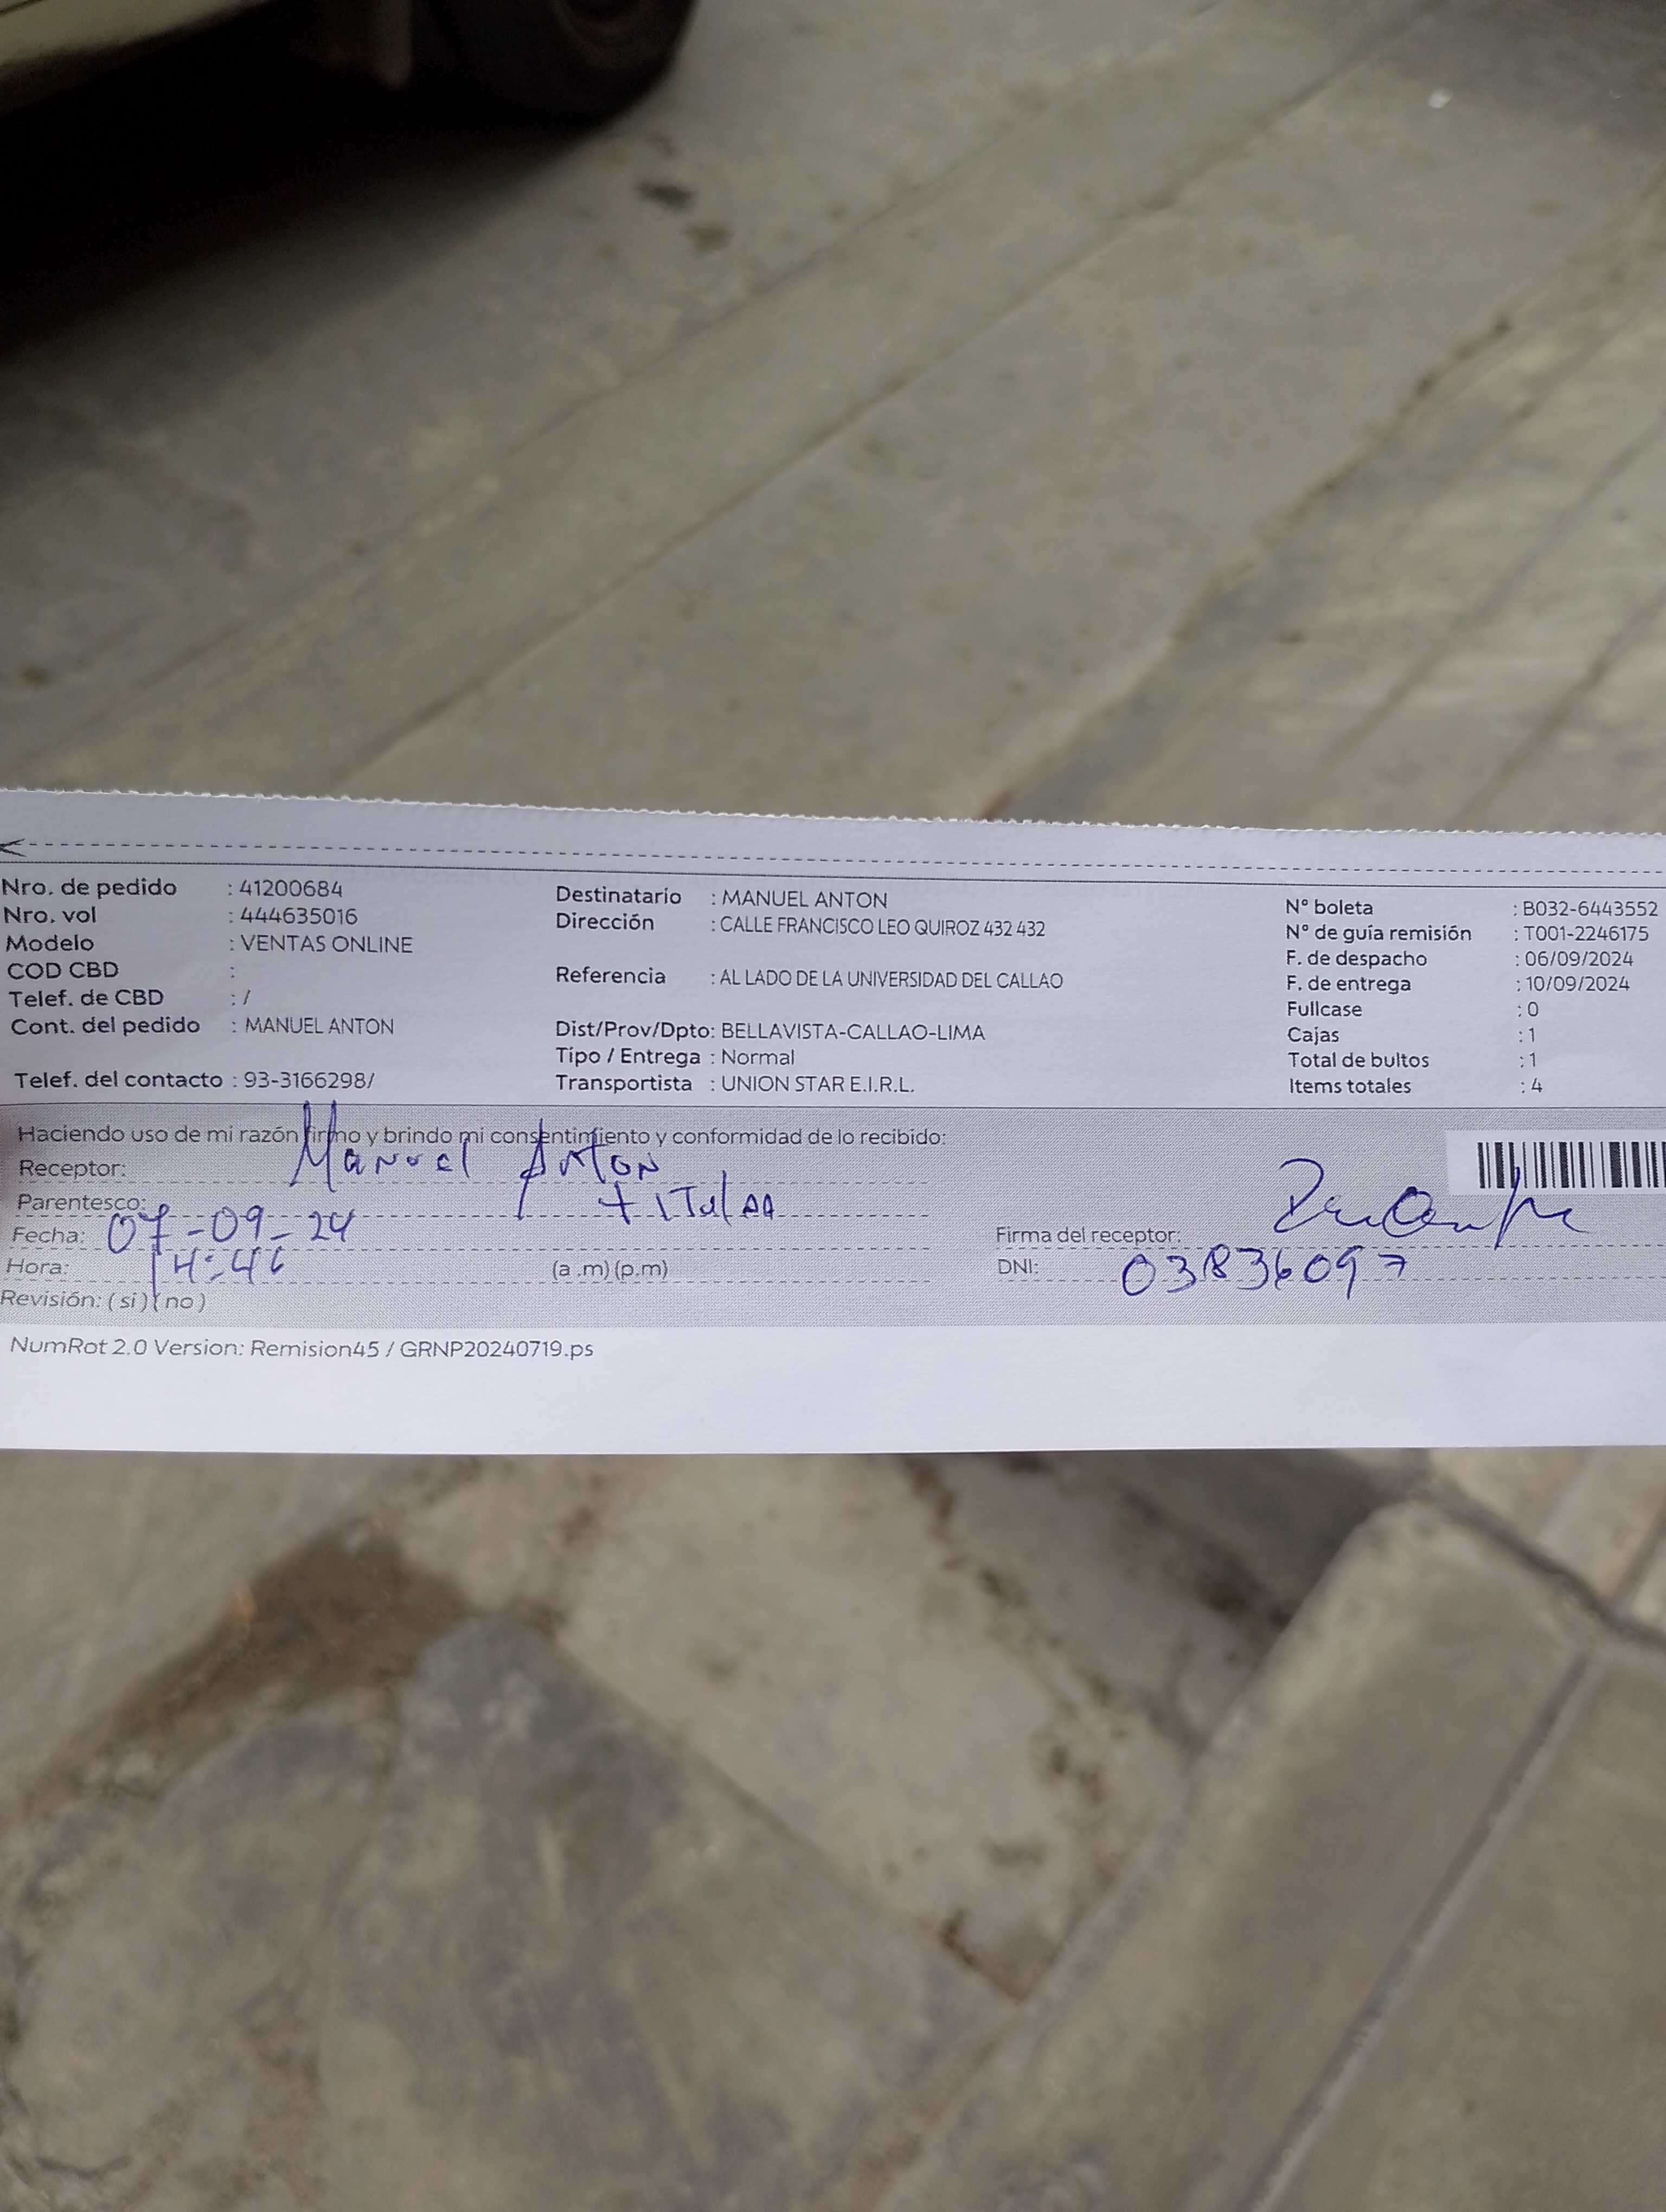 Nro. de pedido : 41200684
Nro. vol : 444635016
Modelo : VENTAS ONLINE
COD CBD :
Telef. de CBD : /
Cont. del pedido : MANUEL ANTON
Telef. del contacto : 93-3166298/
Destinatario : MANUEL ANTON
Dirección : CALLE FRANCISCO LEO QUIROZ 432 432
Referencia : AL LADO DE LA UNIVERSIDAD DEL CALLAO
Dist/Prov/Dpto: BELLAVISTA-CALLAO-LIMA
Tipo / Entrega : Normal
Transportista : UNION STAR E.I.R.L.
N° boleta : B032-6443552
N° de guía remisión : T001-2246175
F. de despacho : 06/09/2024
F. de entrega : 10/09/2024
Fullcase : 0
Cajas : 1
Total de bultos : 1
Items totales : 4
Haciendo uso de mi razón firmo y brindo mi consentimiento y conformidad de lo recibido:
Receptor: Manuel Anton
Parentesco:
Fecha: 07-09-24
Hora: 14:46 (a .m) (p.m)
Revisión: ( si ) ( no )
Firma del receptor:
DNI: 03836097
NumRot 2.0 Version: Remision45 / GRNP20240719.ps